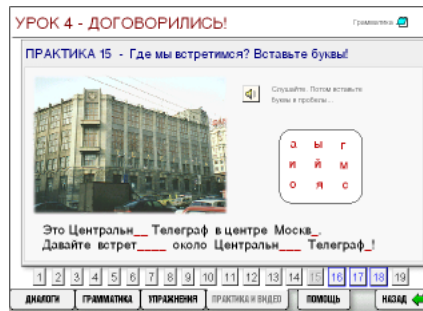 УРОК 4 - ДОГОВОРИЛИСЬ!
Грамматика
ПРАКТИКА 15 - Где мы встретимся? Вставьте буквы!
Слушайте. Потом вставьте
буквы в пробелы...
а ы г
и й м
о я с
Это Центральн__ Телеграф в центре Москв_.
Давайте встрет____ около Центральн___ Телеграф_!
1 2 3 4 5 6 7 8 9 10 11 12 13 14 15 16 17 18 19
ДИАЛОГИ ГРАММАТИКА УПРАЖНЕНИЯ ПРАКТИКА И ВИДЕО ПОМОЩЬ НАЗАД